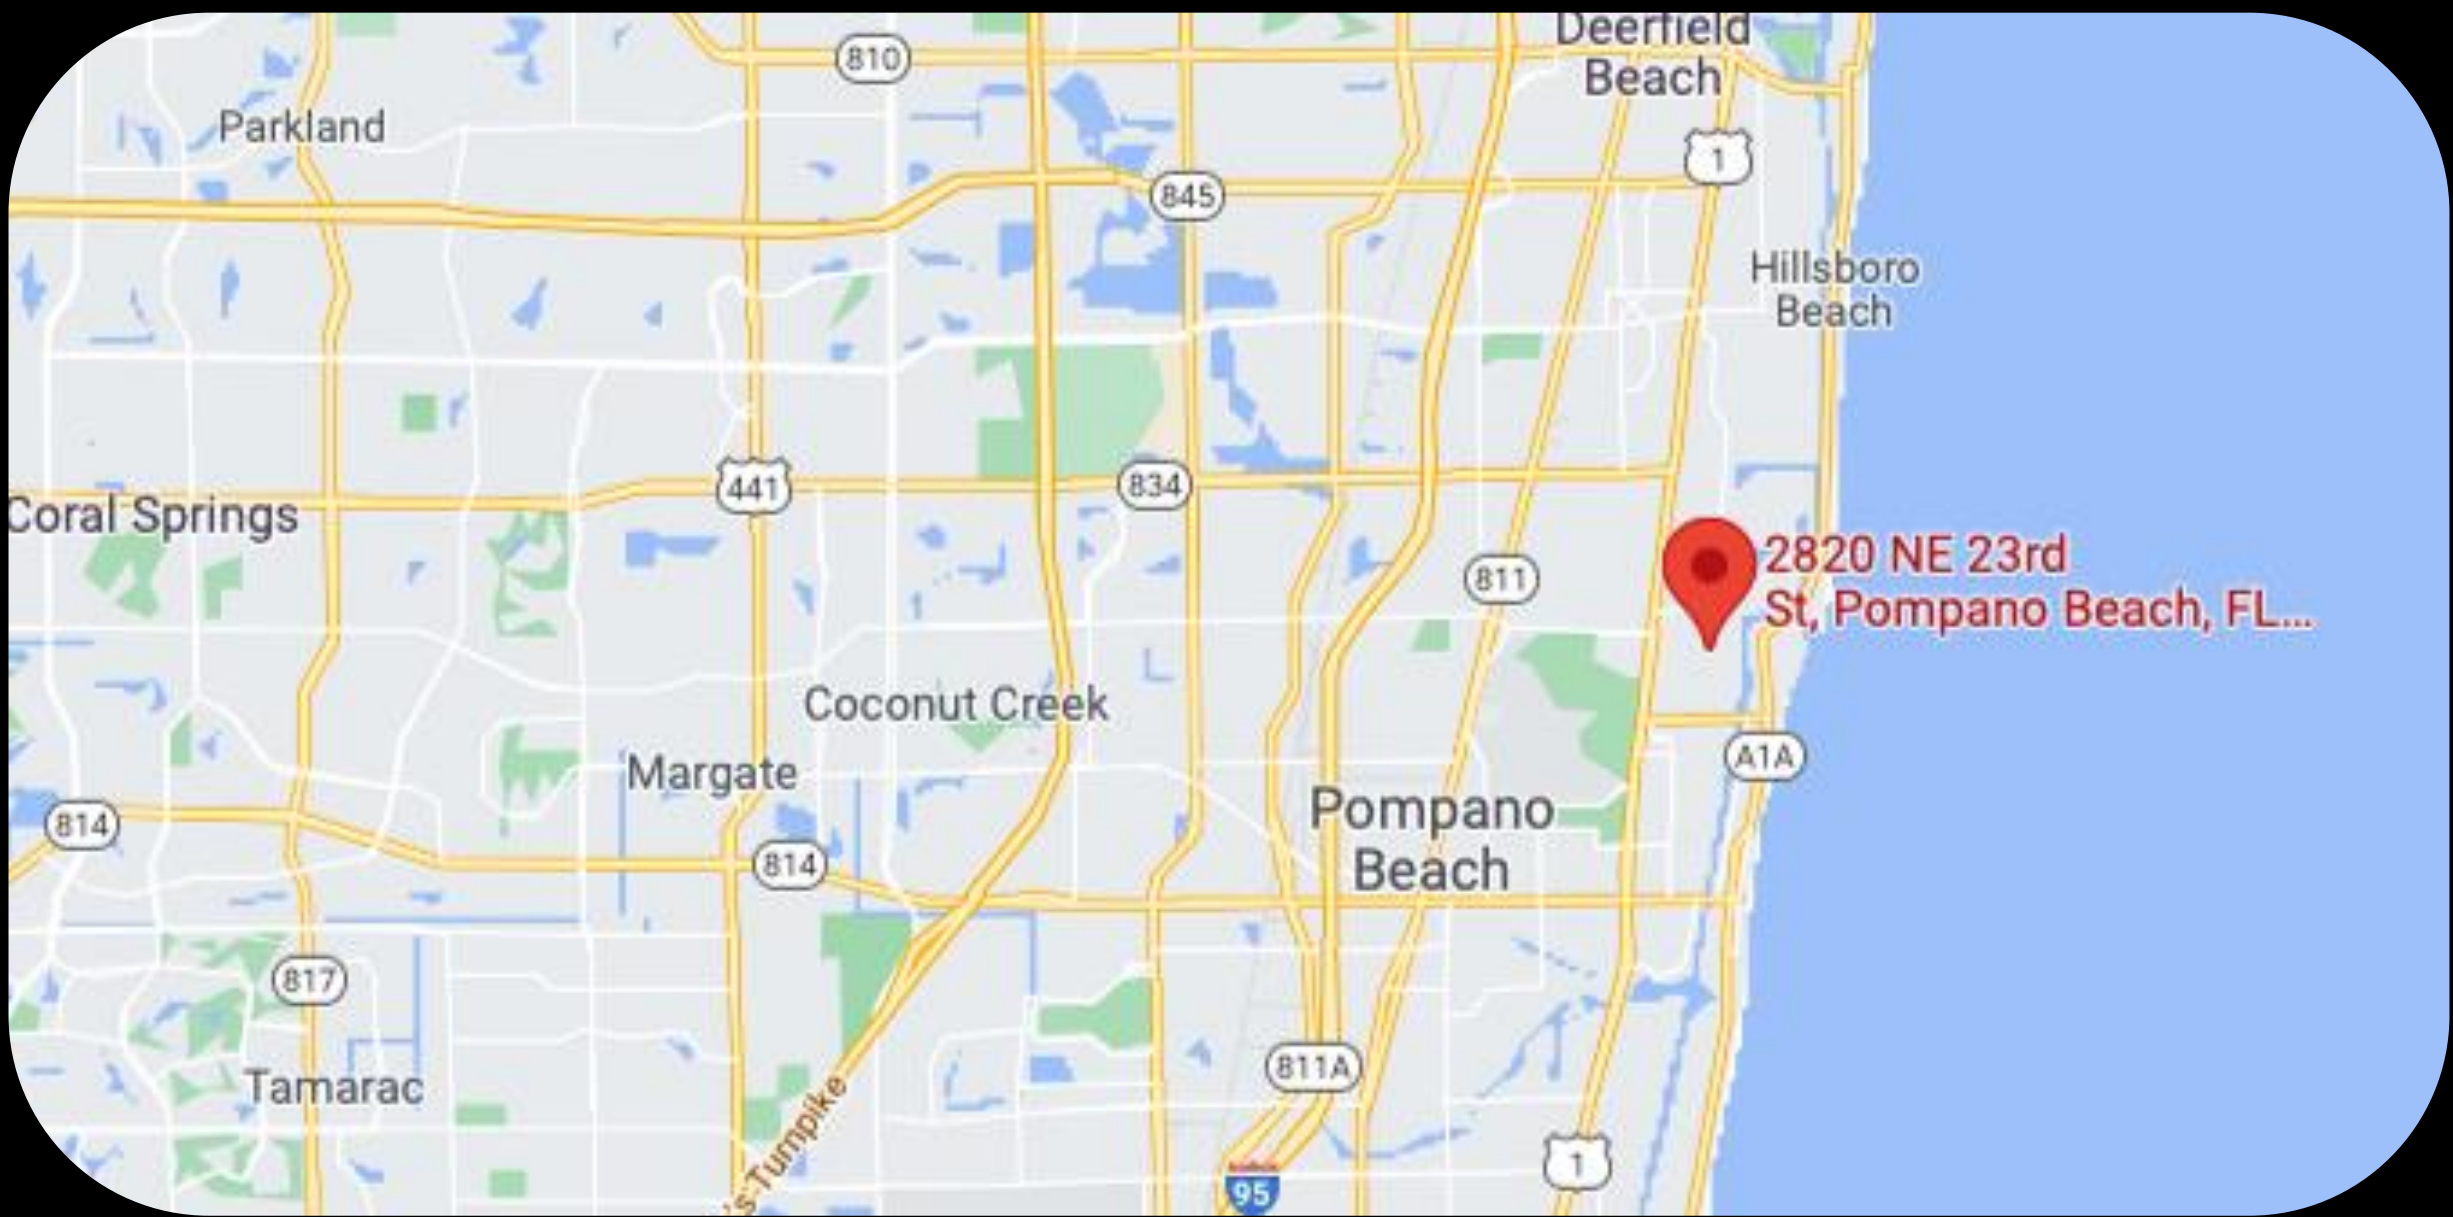 Deerfield
Beach
810
Parkland
1
845
Hillsboro
Beach
441
834
Coral Springs
2820 NE 23rd
St, Pompano Beach, FL...
811
Coconut Creek
Margate
A1A
Pompano
Beach
814
814
817
811A
Tamarac
's Turnpike
1
95